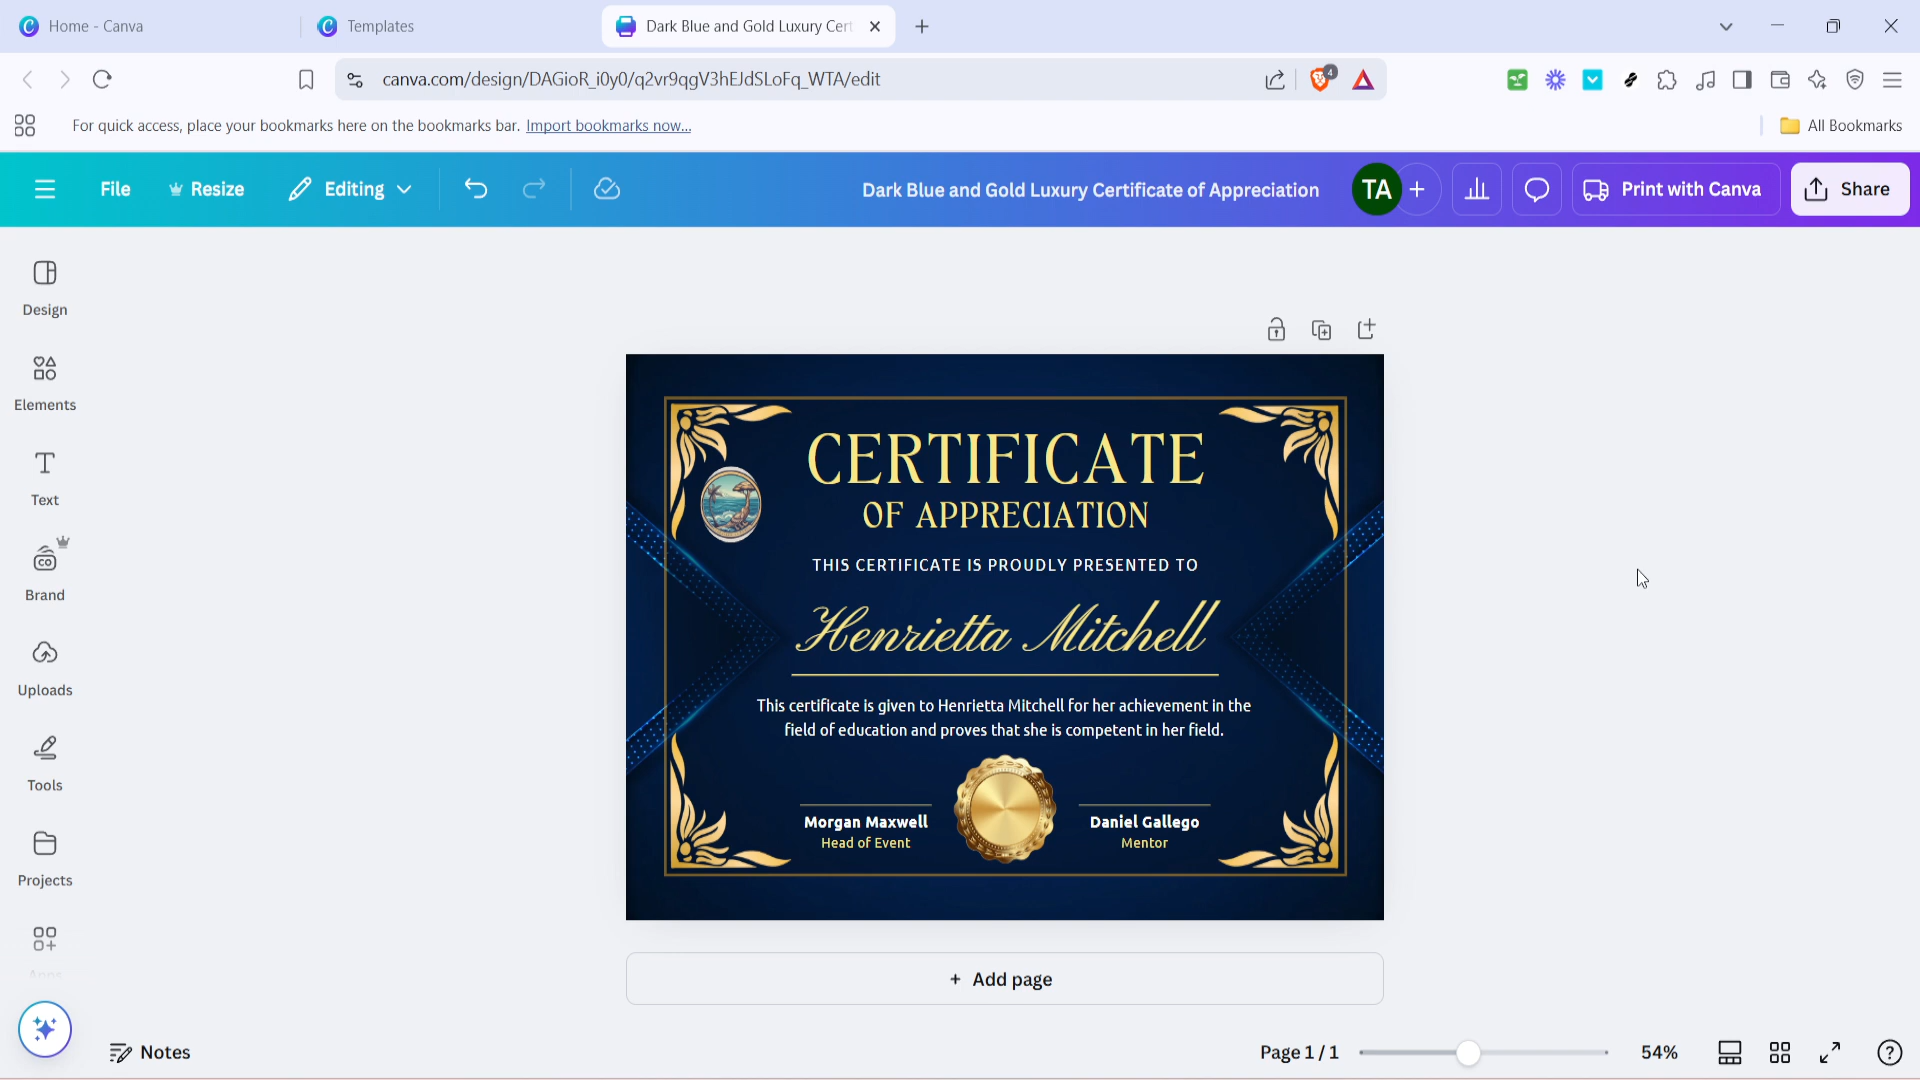 Home - Canva
Templates
Dark Blue and Gold Luxury Cert
canva.com/design/DAGioR_i0y0/q2vr9qgV3hEJdSLoFq_WTA/edit
4
For quick access, place your bookmarks here on the bookmarks bar. Import bookmarks now...
All Bookmarks
File
Resize
Editing
Dark Blue and Gold Luxury Certificate of Appreciation
TA
Print with Canva
Share
Design
Elements
Text
Brand
Uploads
Tools
Projects
Apps
CERTIFICATE
OF APPRECIATION
THIS CERTIFICATE IS PROUDLY PRESENTED TO
Henrietta Mitchell
This certificate is given to Henrietta Mitchell for her achievement in the
field of education and proves that she is competent in her field.
Morgan Maxwell
Head of Event
Daniel Gallego
Mentor
+ Add page
Notes
Page 1 / 1
54%